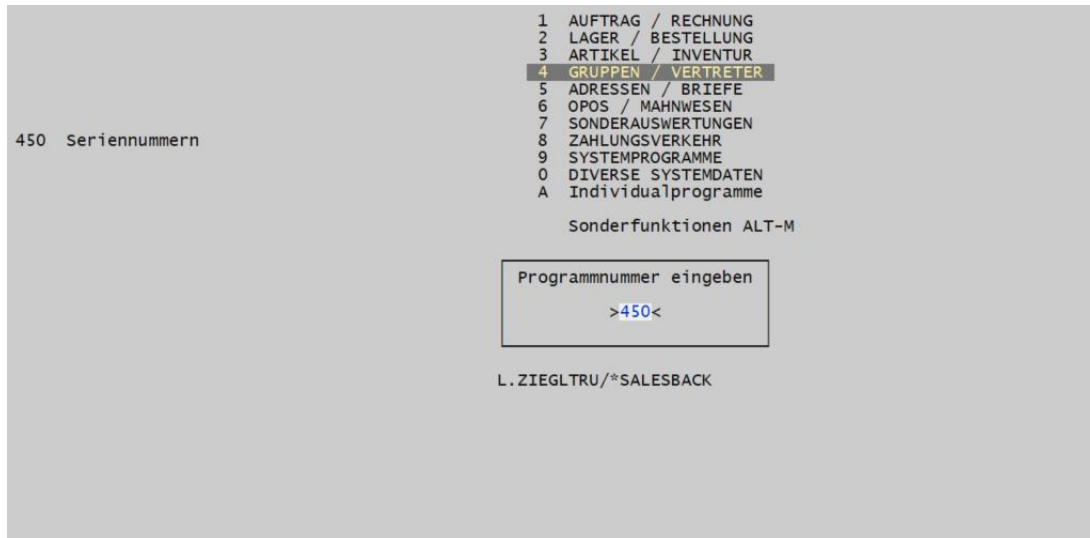 1 AUFTRAG / RECHNUNG
2 LAGER / BESTELLUNG
3 ARTIKEL / INVENTUR
4 GRUPPEN / VERTRETER
5 ADRESSEN / BRIEFE
6 OPOS / MAHNWESEN
7 SONDERAUSWERTUNGEN
450 Seriennummern
8 ZAHLUNGSVERKEHR
9 SYSTEMPROGRAMME
0 DIVERSE SYSTEMDATEN
A Individualprogramme
Sonderfunktionen ALT-M
Programmnummer eingeben
>450<
L.ZIEGLTRU/*SALESBACK